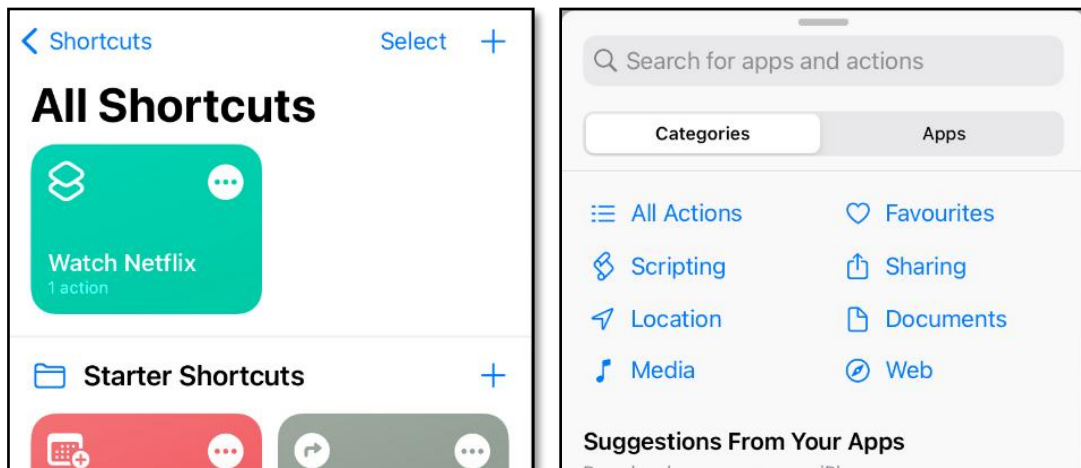 Shortcuts
Select
All Shortcuts
Watch Netflix
1 action
Starter Shortcuts
Search for apps and actions
Categories
Apps
All Actions
Favourites
Scripting
Sharing
Location
Documents
Media
Web
Suggestions From Your Apps